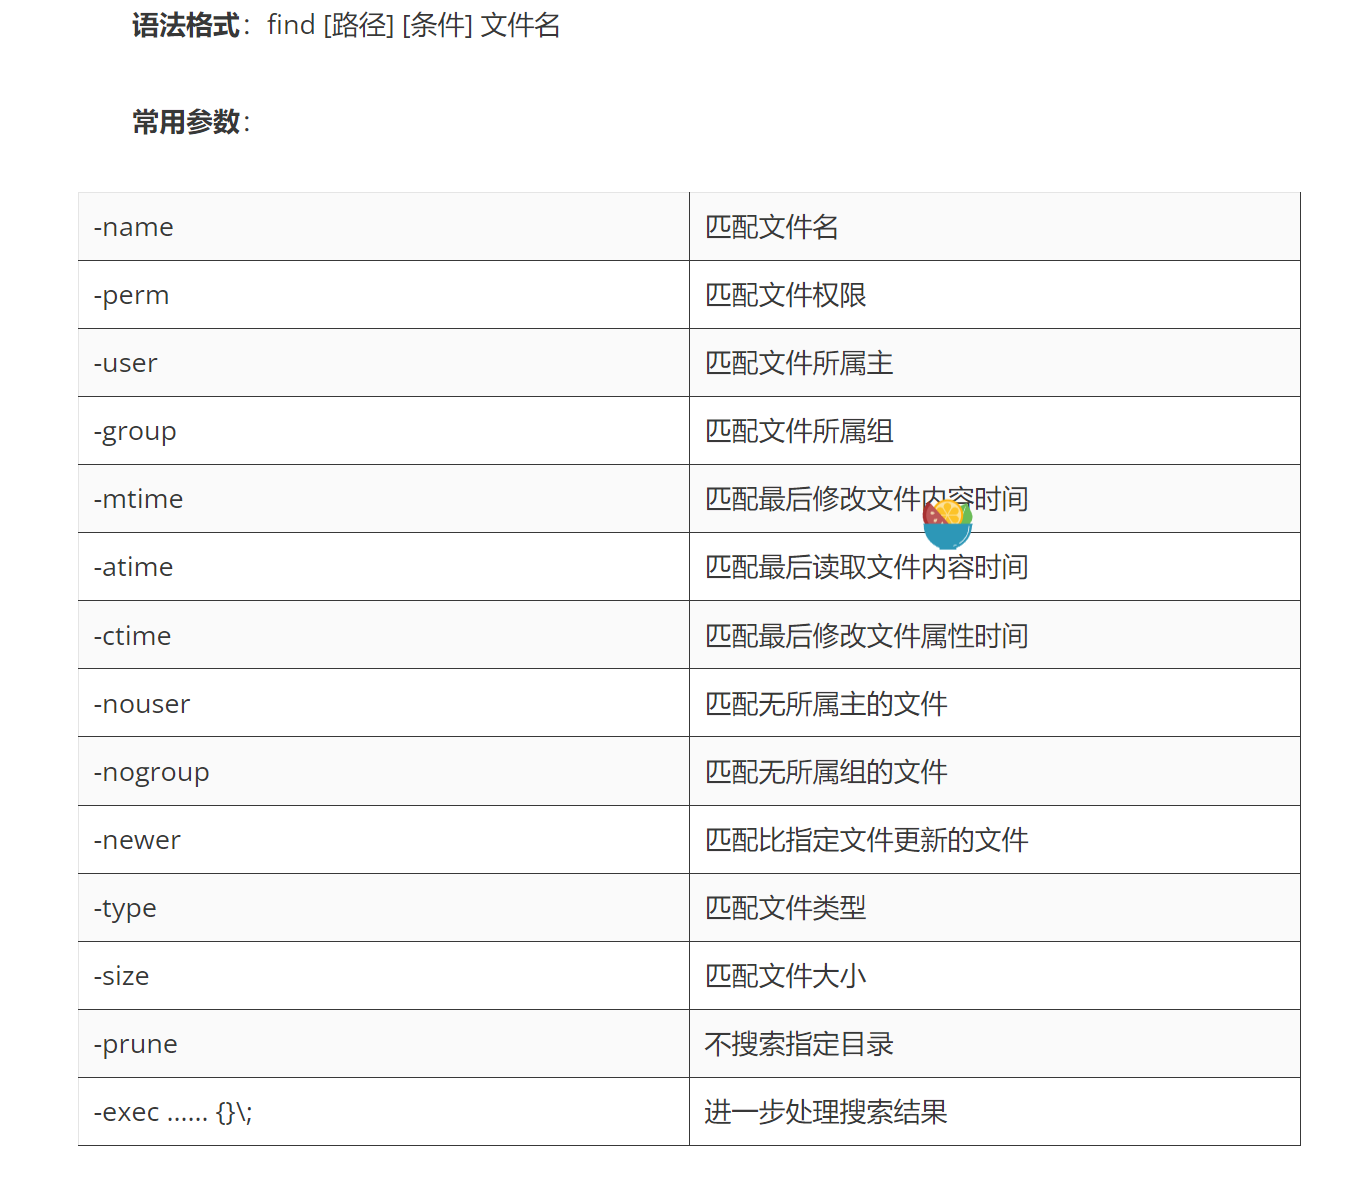 语法格式：find [路径] [条件] 文件名
常用参数：
-name 匹配文件名
-perm 匹配文件权限
-user 匹配文件所属主
-group 匹配文件所属组
-mtime 匹配最后修改文件内容时间
-atime 匹配最后读取文件内容时间
-ctime 匹配最后修改文件属性时间
-nouser 匹配无所属主的文件
-nogroup 匹配无所属组的文件
-newer 匹配比指定文件更新的文件
-type 匹配文件类型
-size 匹配文件大小
-prune 不搜索指定目录
-exec …… {}\; 进一步处理搜索结果